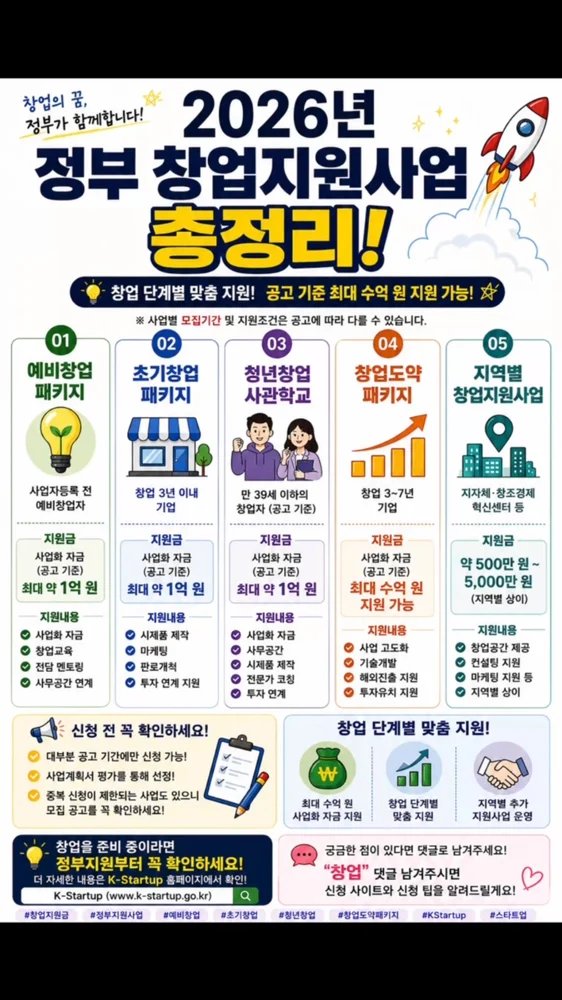 창업의 꿈,
정부가 함께합니다!
2026년
정부 창업지원사업
총정리!
창업 단계별 맞춤 지원! 공고 기준 최대 수억 원 지원 가능!
※ 사업별 모집기간 및 지원조건은 공고에 따라 다를 수 있습니다.
01
예비창업
패키지
사업자등록 전
예비창업자
지원금
사업화 자금
(공고 기준)
최대 약 1억 원
지원내용
사업화 자금
창업교육
전담 멘토링
사무공간 연계
02
초기창업
패키지
창업 3년 이내
기업
지원금
사업화 자금
(공고 기준)
최대 약 1억 원
지원내용
시제품 제작
마케팅
판로개척
투자 연계 지원
03
청년창업
사관학교
만 39세 이하의
창업자 (공고 기준)
지원금
사업화 자금
(공고 기준)
최대 약 1억 원
지원내용
사업화 자금
사무공간
시제품 제작
전문가 코칭
투자 연계
04
창업도약
패키지
창업 3~7년
기업
지원금
사업화 자금
(공고 기준)
최대 수억 원
지원 가능
지원내용
사업 고도화
기술개발
해외진출 지원
투자유치 지원
05
지역별
창업지원사업
지자체·창조경제
혁신센터 등
지원금
약 500만 원 ~
5,000만 원
(지역별 상이)
지원내용
창업공간 제공
컨설팅 지원
마케팅 지원 등
지역별 상이
신청 전 꼭 확인하세요!
대부분 공고 기간에만 신청 가능!
사업계획서 평가를 통해 선정!
중복 신청이 제한되는 사업도 있으니
모집 공고를 꼭 확인하세요!
창업 단계별 맞춤 지원!
₩
최대 수억 원
사업화 자금 지원
창업 단계별
맞춤 지원
지역별 추가
지원사업 운영
창업을 준비 중이라면
정부지원부터 꼭 확인하세요!
더 자세한 내용은 K-Startup 홈페이지에서 확인!
K-Startup (www.k-startup.go.kr)
궁금한 점이 있다면 댓글로 남겨주세요!
“창업” 댓글 남겨주시면
신청 사이트와 신청 팁을 알려드릴게요!
#창업지원금 #정부지원사업 #예비창업 #초기창업 #청년창업 #창업도약패키지 #KStartup #스타트업